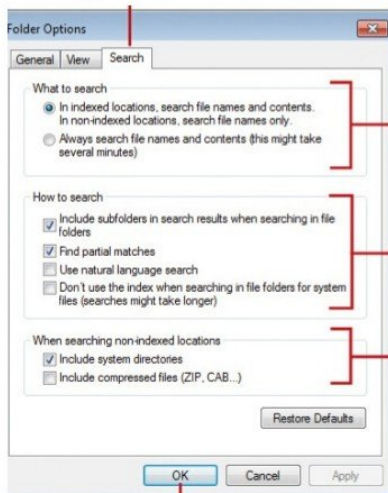 Folder Options
General View Search
What to search
In indexed locations, search file names and contents.
In non-indexed locations, search file names only.
Always search file names and contents (this might take
several minutes)
How to search
Include subfolders in search results when searching in file
folders
Find partial matches
Use natural language search
Don't use the index when searching in file folders for system
files (searches might take longer)
When searching non-indexed locations
Include system directories
Include compressed files (ZIP, CAB...)
Restore Defaults
OK Cancel Apply